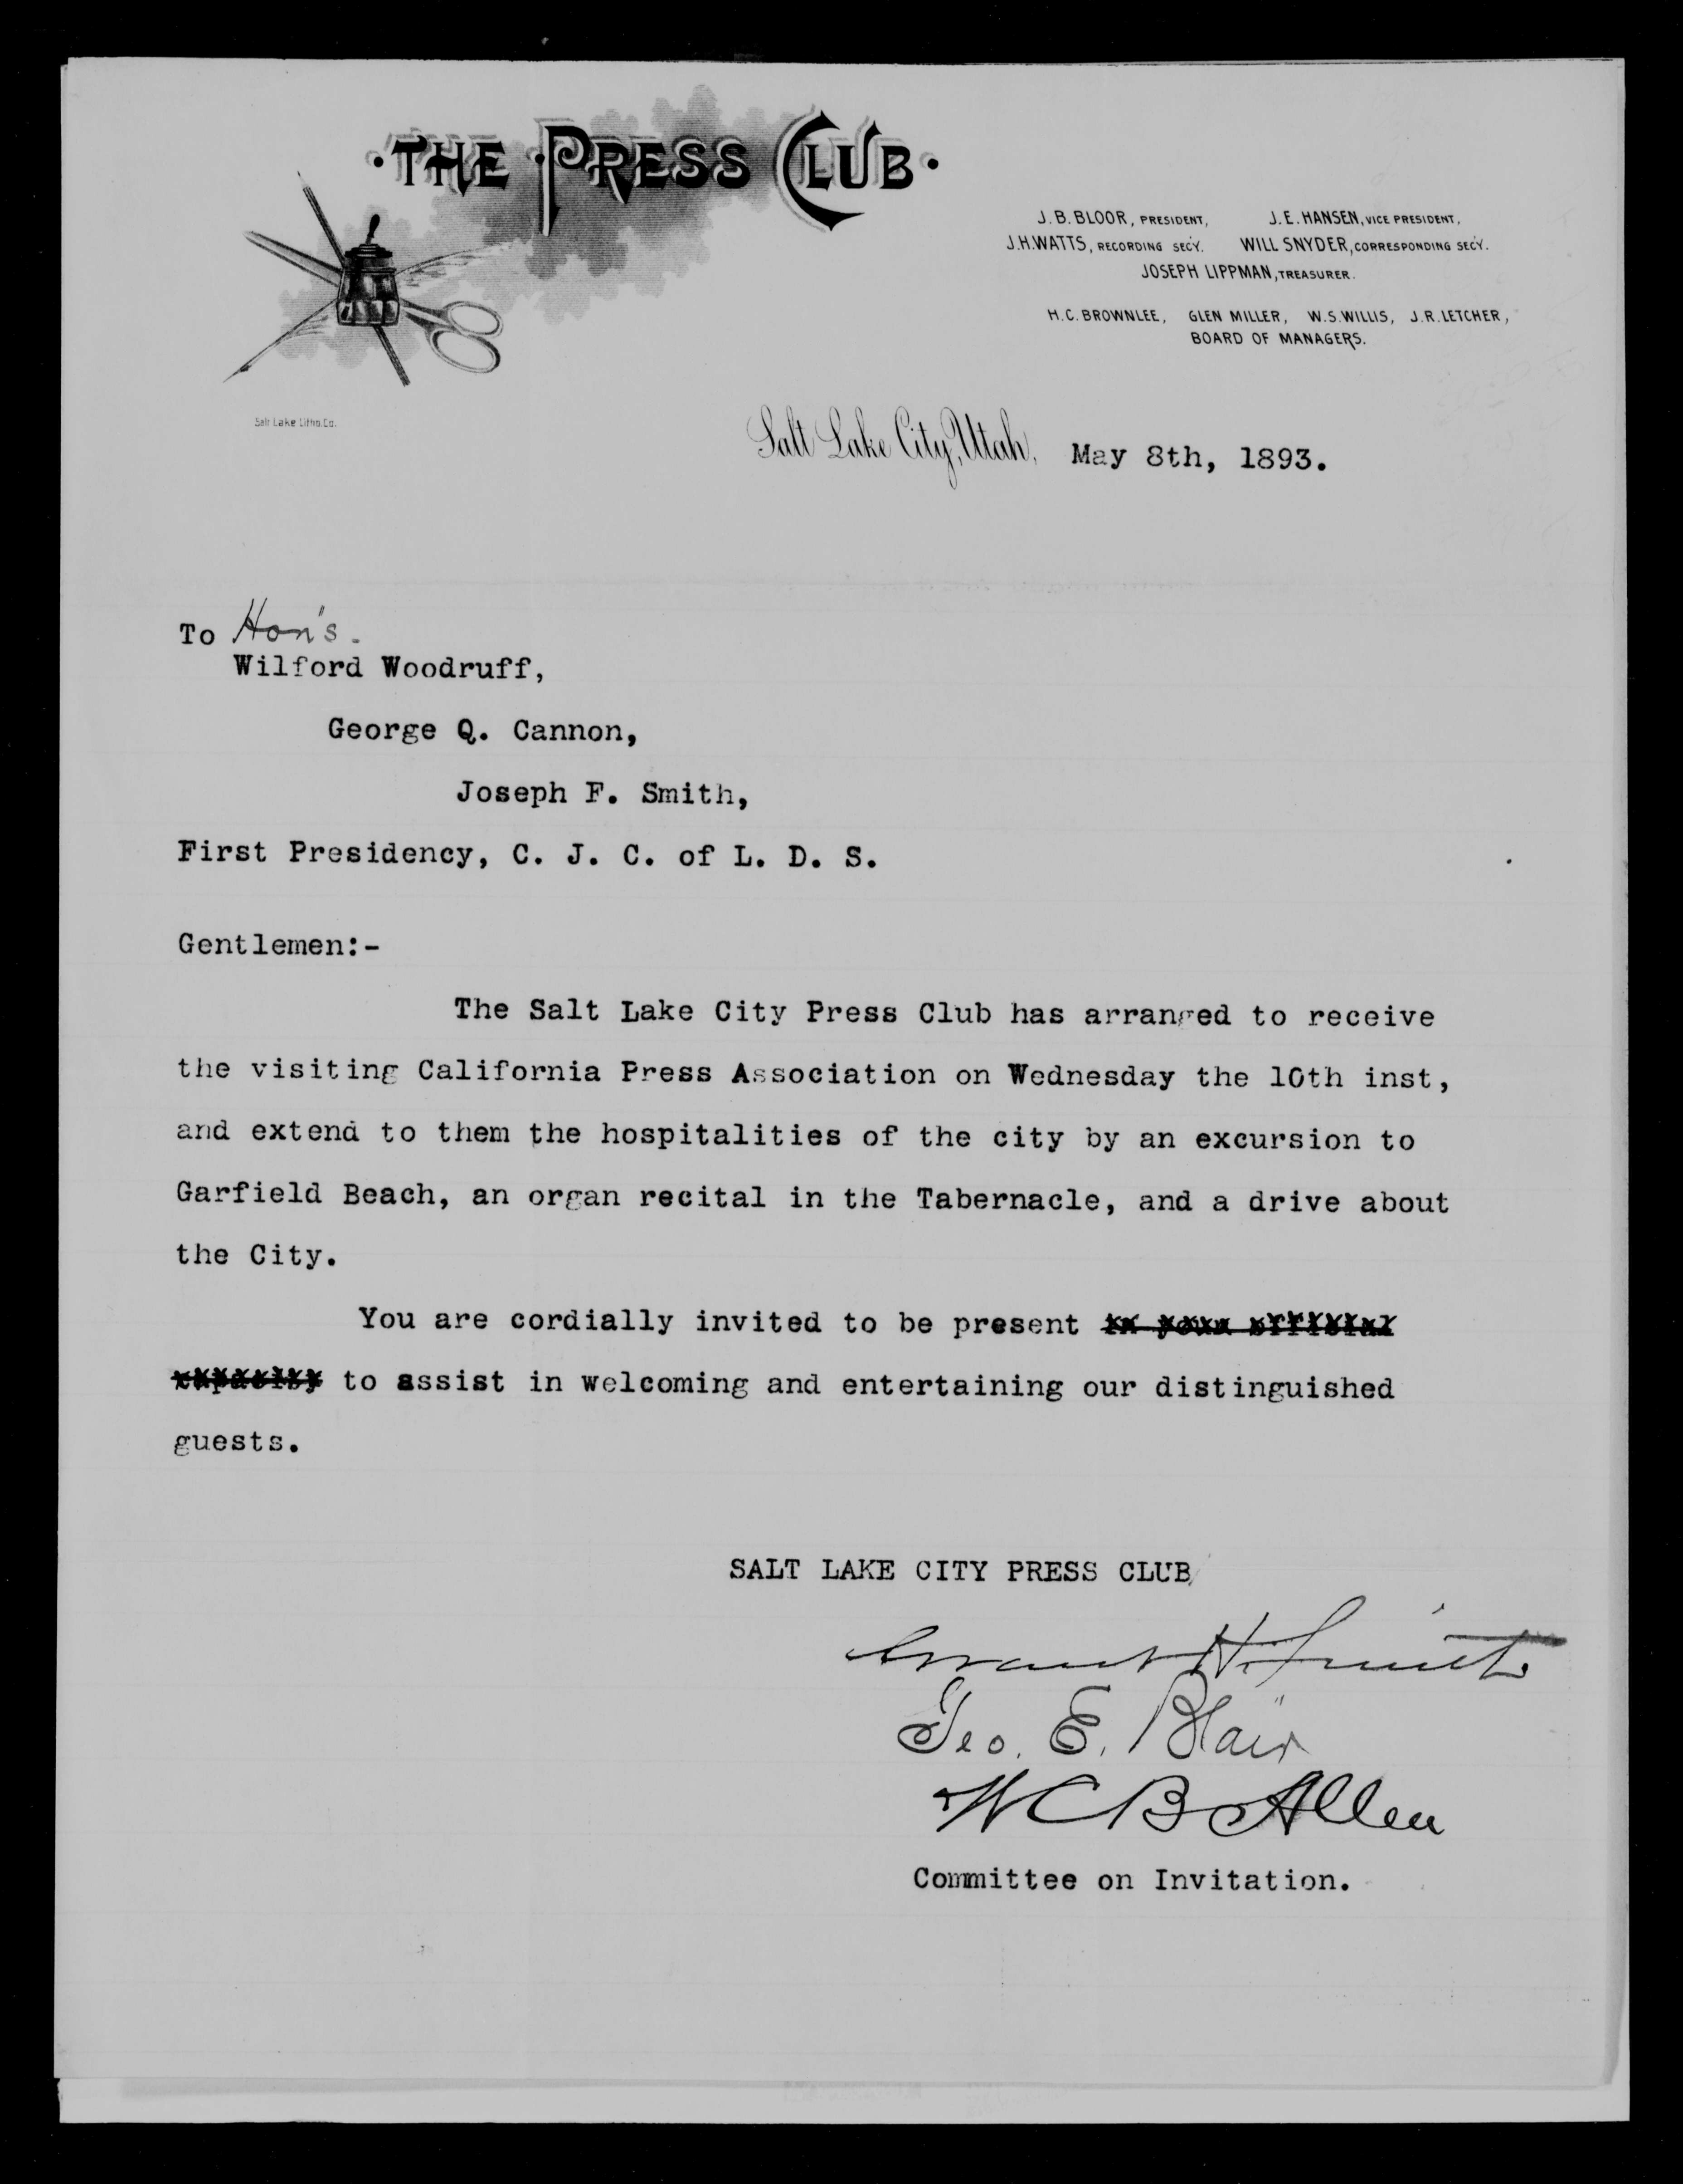 ·THE PRESS CLUB·
J.B.BLOOR, PRESIDENT, J.E.HANSEN, VICE PRESIDENT,
J.H.WATTS, RECORDING SEC'Y. WILL SNYDER, CORRESPONDING SEC'Y.
JOSEPH LIPPMAN, TREASURER.
H.C.BROWNLEE, GLEN MILLER, W.S.WILLIS, J.R.LETCHER,
BOARD OF MANAGERS.
Salt Lake Litho.Co.
Salt Lake City, Utah, May 8th, 1893.
To Hon's.
Wilford Woodruff,
George Q. Cannon,
Joseph F. Smith,
First Presidency, C. J. C. of L. D. S.
Gentlemen:-
The Salt Lake City Press Club has arranged to receive
the visiting California Press Association on Wednesday the 10th inst,
and extend to them the hospitalities of the city by an excursion to
Garfield Beach, an organ recital in the Tabernacle, and a drive about
the City.
You are cordially invited to be present in your official
capacity to assist in welcoming and entertaining our distinguished
guests.
SALT LAKE CITY PRESS CLUB
Grant H. Smith
Geo. E. Blair
W C B Allen
Committee on Invitation.